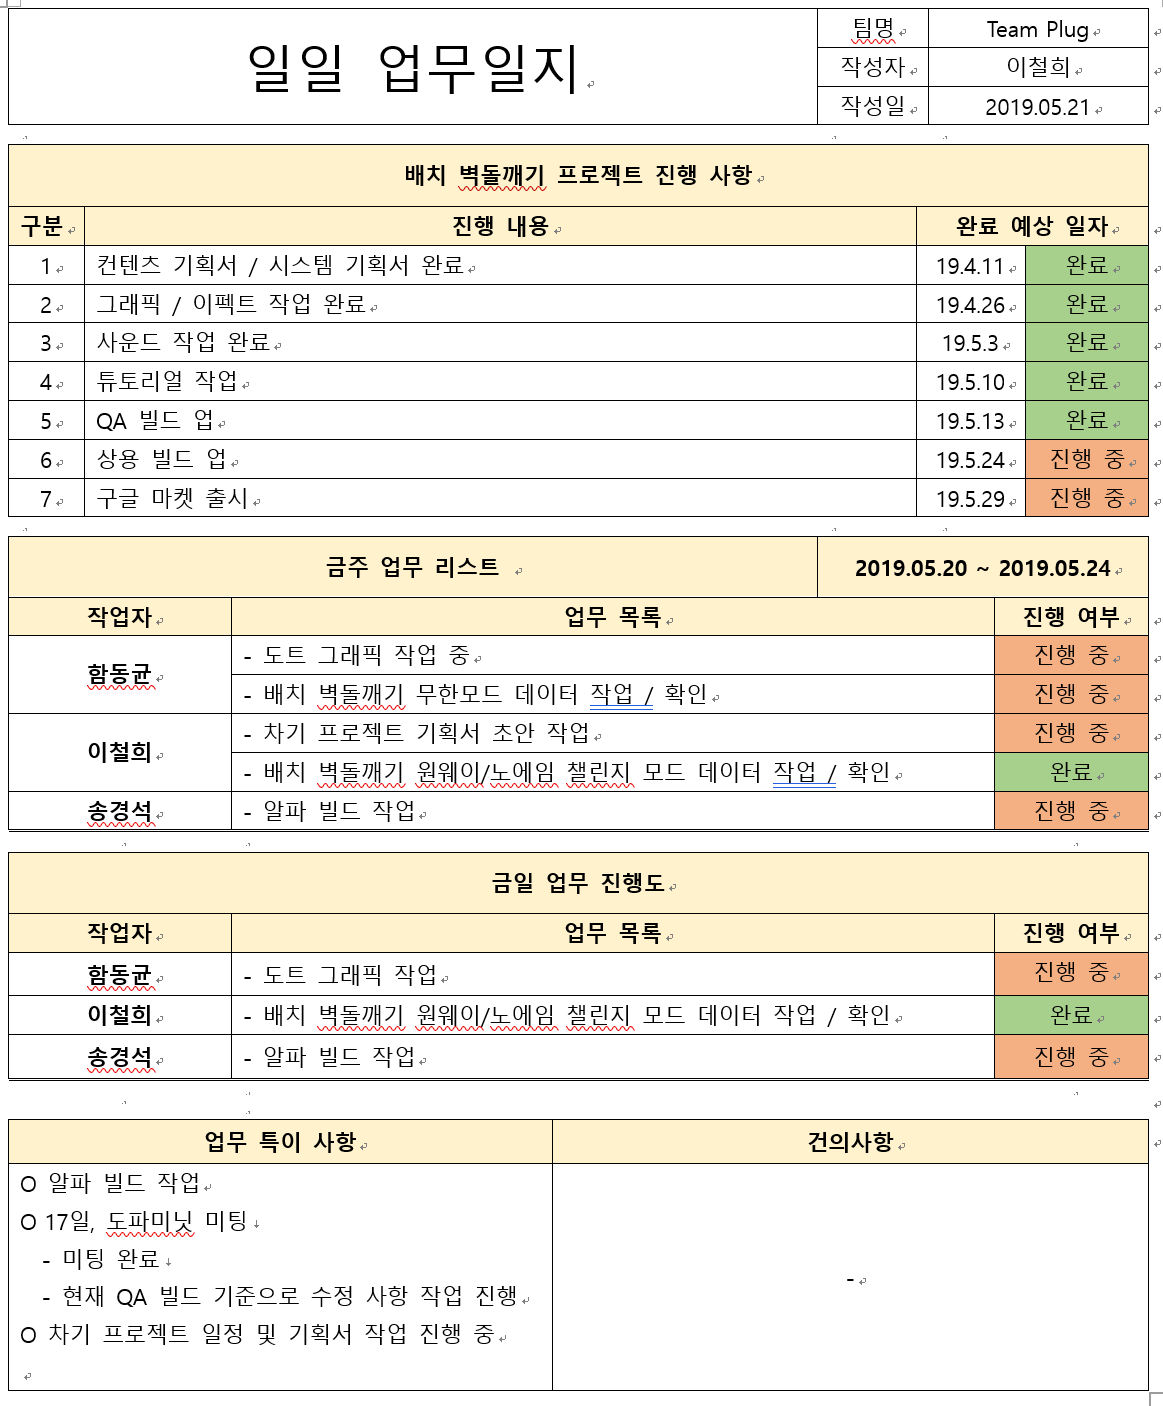 일일 업무일지
팀명 Team Plug
작성자 이철희
작성일 2019.05.21
배치 벽돌깨기 프로젝트 진행 사항
구분 진행 내용 완료 예상 일자
1 컨텐츠 기획서 / 시스템 기획서 완료 19.4.11 완료
2 그래픽 / 이펙트 작업 완료 19.4.26 완료
3 사운드 작업 완료 19.5.3 완료
4 튜토리얼 작업 19.5.10 완료
5 QA 빌드 업 19.5.13 완료
6 상용 빌드 업 19.5.24 진행 중
7 구글 마켓 출시 19.5.29 진행 중
금주 업무 리스트 2019.05.20 ~ 2019.05.24
작업자 업무 목록 진행 여부
함동균 - 도트 그래픽 작업 중 진행 중
- 배치 벽돌깨기 무한모드 데이터 작업 / 확인 진행 중
이철희 - 차기 프로젝트 기획서 초안 작업 진행 중
- 배치 벽돌깨기 원웨이/노에임 챌린지 모드 데이터 작업 / 확인 완료
송경석 - 알파 빌드 작업 진행 중
금일 업무 진행도
작업자 업무 목록 진행 여부
함동균 - 도트 그래픽 작업 진행 중
이철희 - 배치 벽돌깨기 원웨이/노에임 챌린지 모드 데이터 작업 / 확인 완료
송경석 - 알파 빌드 작업 진행 중
업무 특이 사항 건의사항
O 알파 빌드 작업
O 17일, 도파미닛 미팅
- 미팅 완료
- 현재 QA 빌드 기준으로 수정 사항 작업 진행
O 차기 프로젝트 일정 및 기획서 작업 진행 중
-